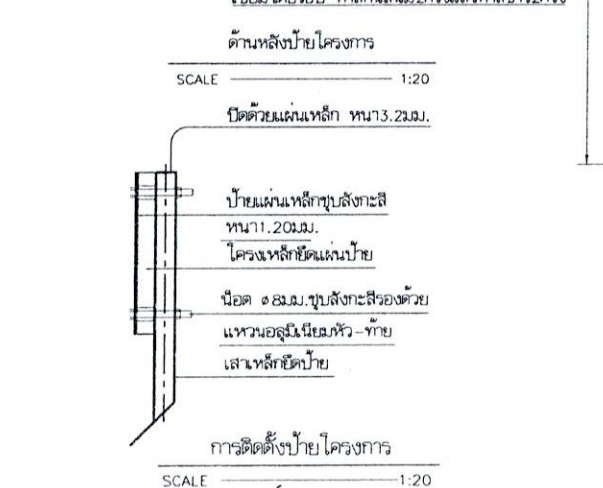 ด้านหลังป้ายโครงการ
SCALE 1:20
ปิดด้วยแผ่นเหล็ก หนา3.2มม.
ป้ายแผ่นเหล็กชุบสังกะสี
หนา1.20มม.
โครงเหล็กยึดแผ่นป้าย
น๊อต ø8มม.ชุบสังกะสีรองด้วย
แหวนอลูมิเนียมหัว-ท้าย
เสาเหล็กยึดป้าย
การติดตั้งป้ายโครงการ
SCALE 1:20